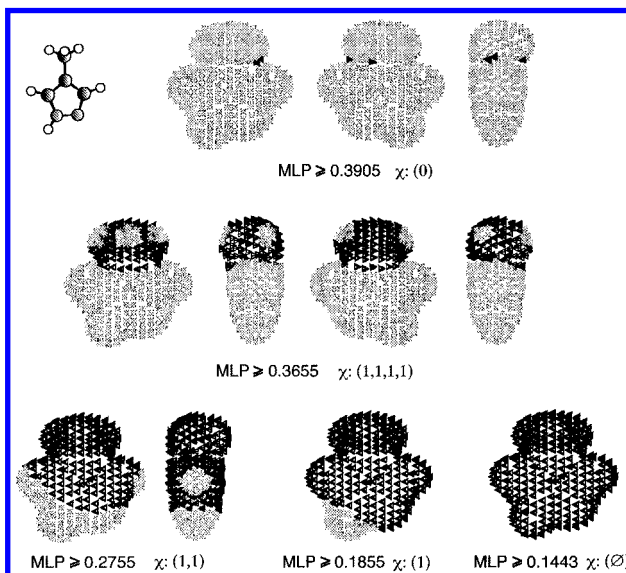 MLP ⩾ 0.3905 χ: (0)
MLP ⩾ 0.3655 χ: (1,1,1,1)
MLP ⩾ 0.2755 χ: (1,1) MLP ⩾ 0.1855 χ: (1) MLP ⩾ 0.1443 χ: (∅)